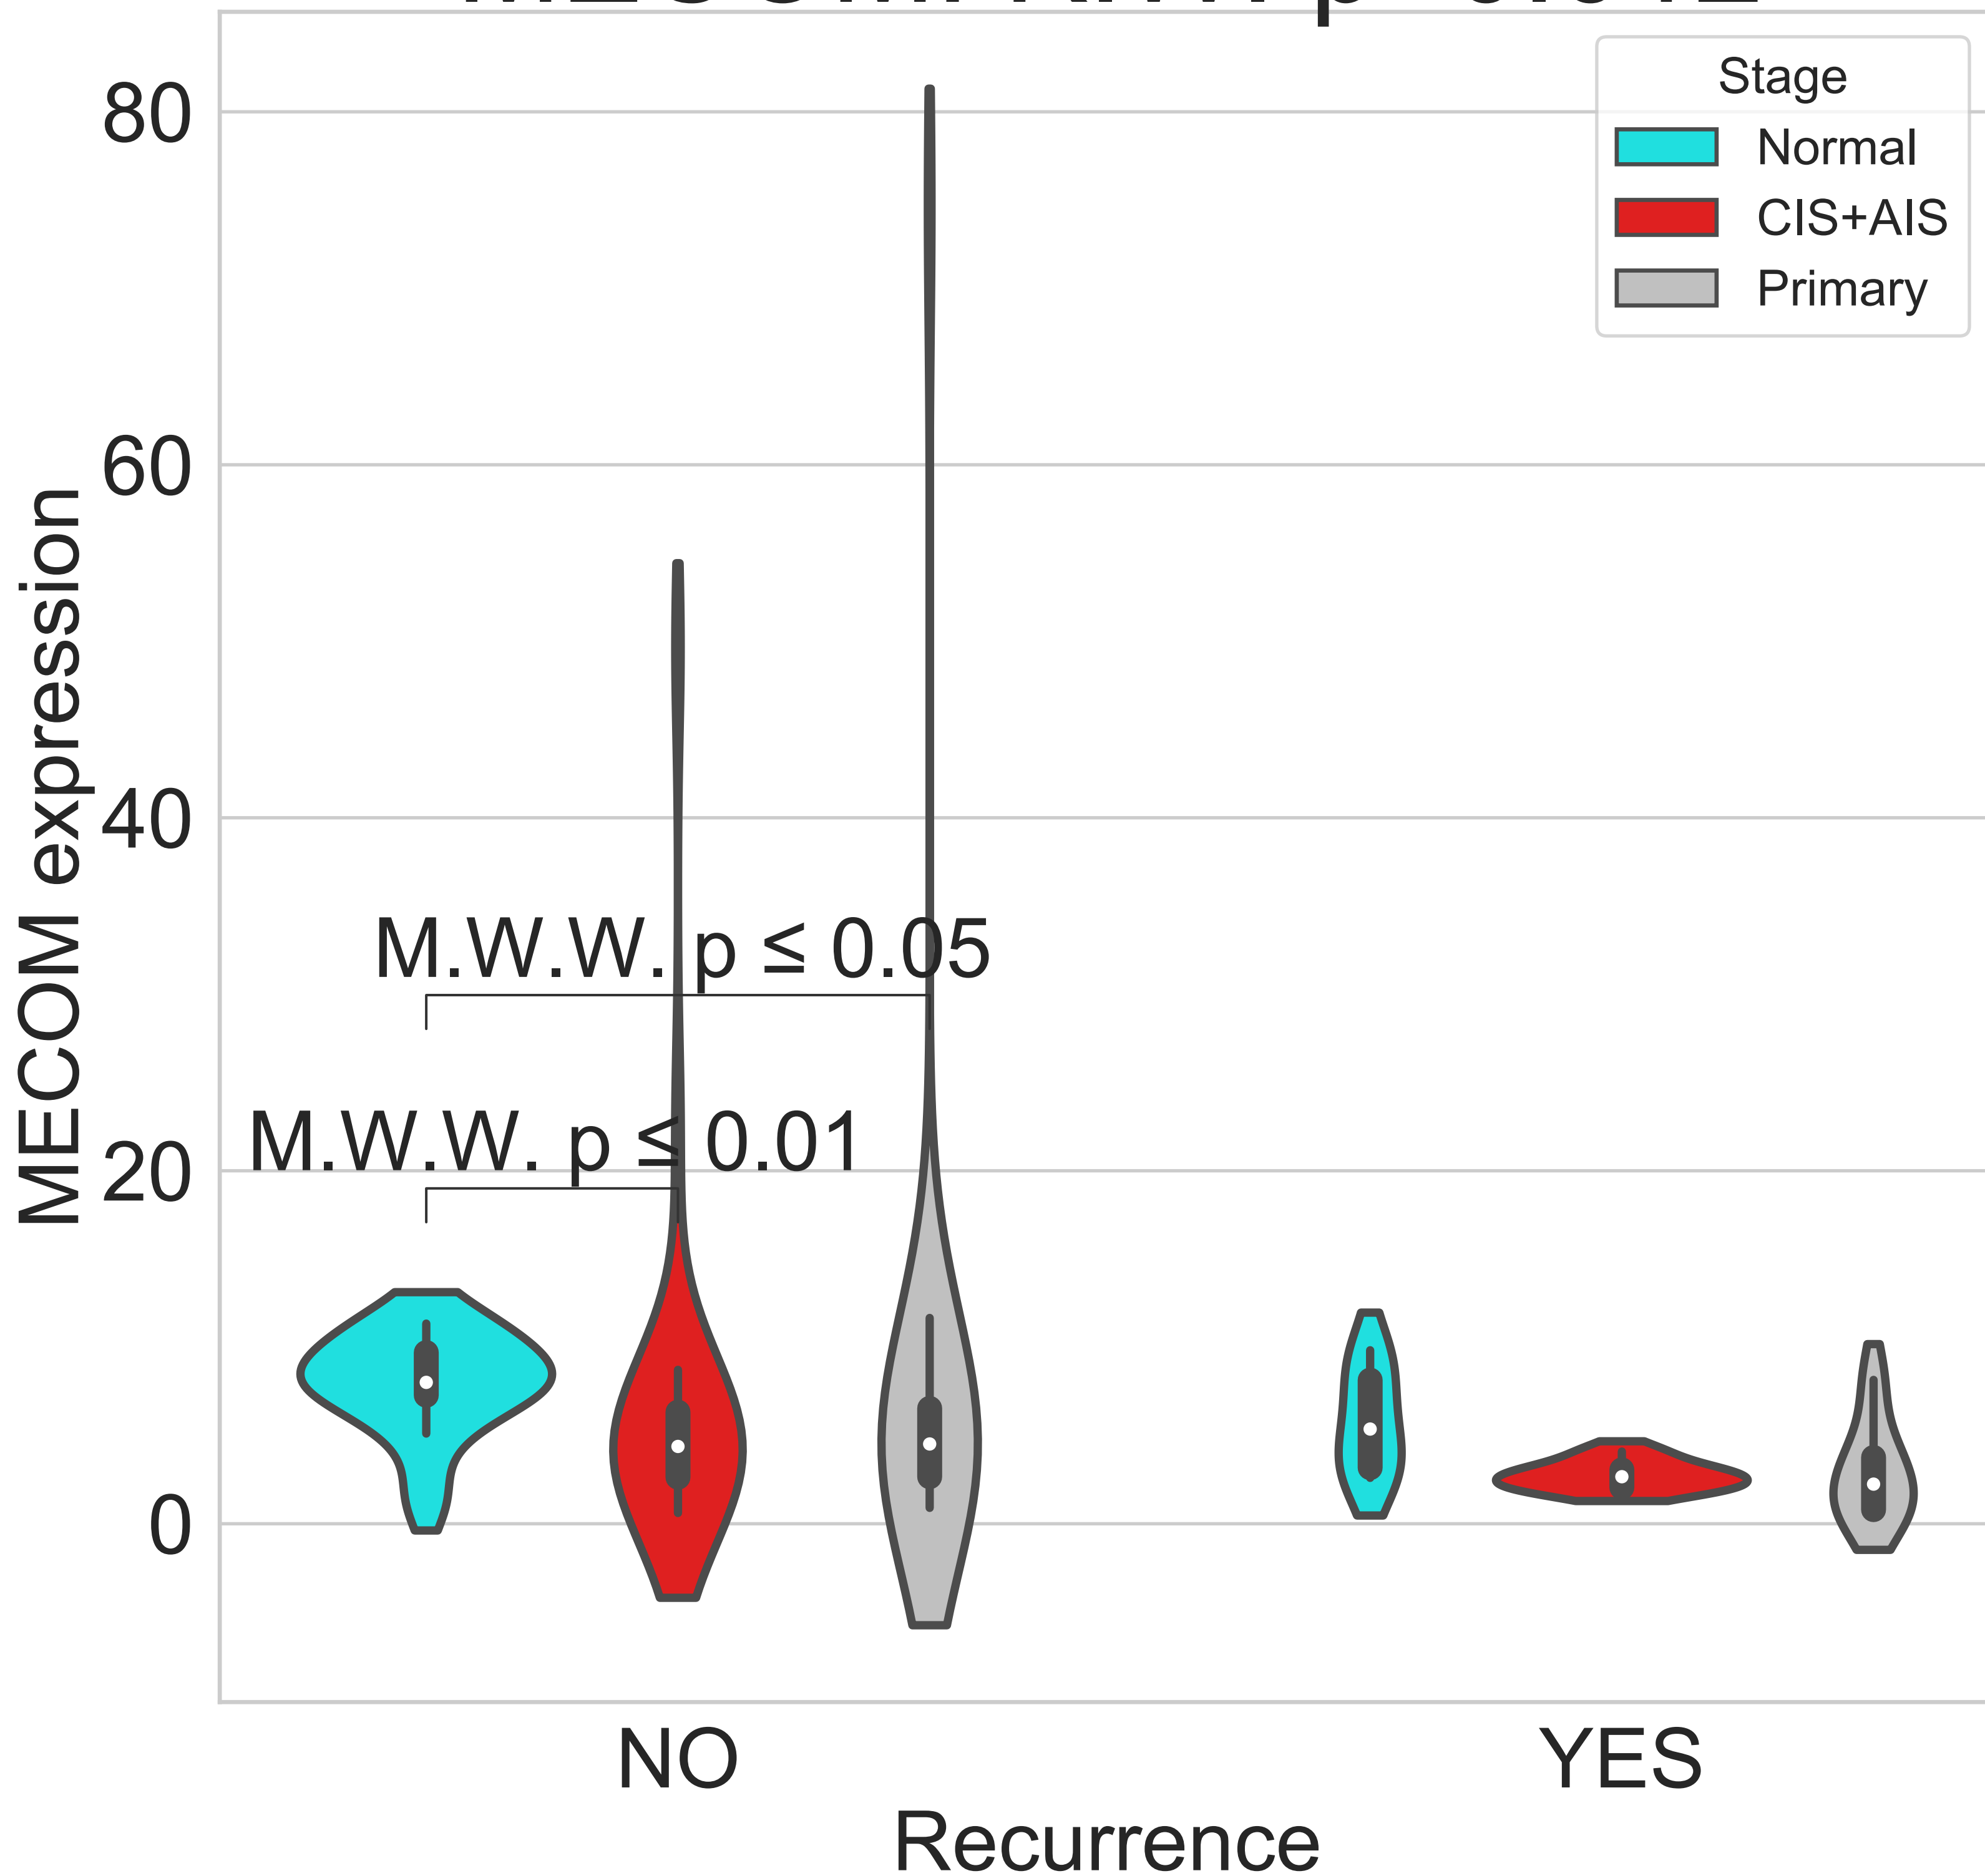 80
60
40
20
0
MECOM expression
Stage
Normal
CIS+AIS
Primary
M.W.W. p ≤ 0.05
M.W.W. p ≤ 0.01
NO
YES
Recurrence